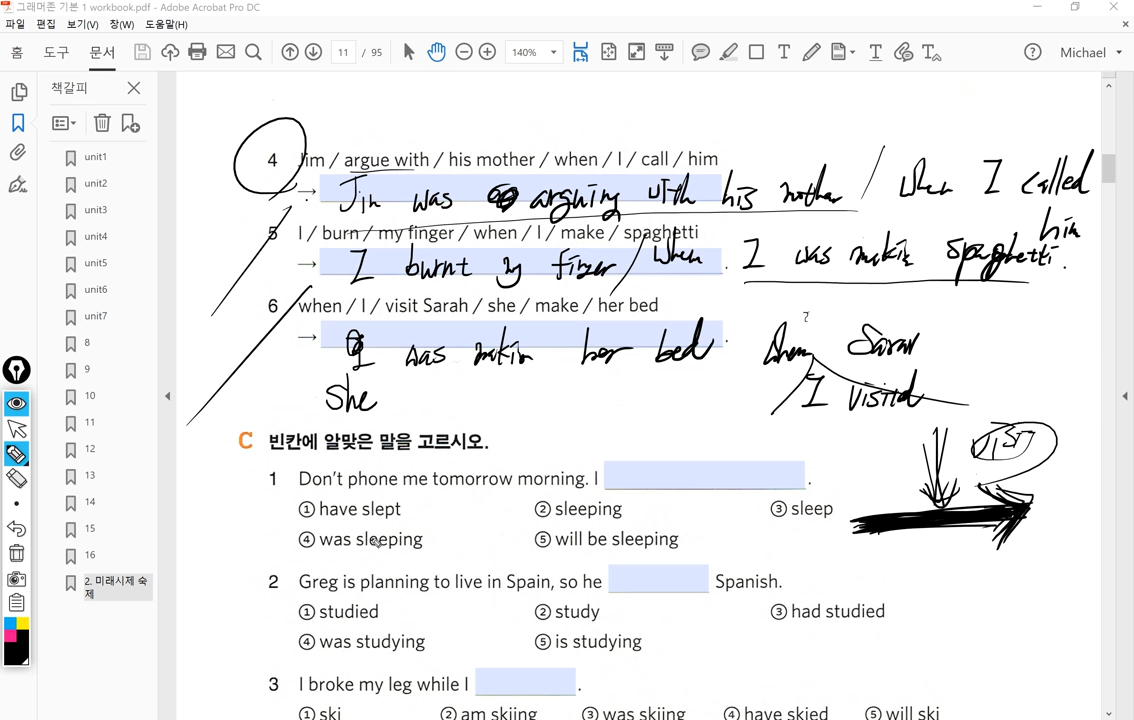 그래머존 기본 1 workbook.pdf - Adobe Acrobat Pro DC
파일 편집 보기(V) 창(W) 도움말(H)
홈 도구 문서 11 / 95 140% Michael
책갈피
unit1
unit2
unit3
unit4
unit5
unit6
unit7
8
9
10
11
12
13
14
15
16
2. 미래시제 숙
제
4 Jim / argue with / his mother / when / I / call / him
→ Jim was arguing with his mother / when I called
him
5 I / burn / my finger / when / I / make / spaghetti
→ I burnt my finger / when . I was makin spaghetti.
6 when / I / visit Sarah / she / make / her bed
→ I was makin her bed . when Sarah
She I visited
VISIT
C 빈칸에 알맞은 말을 고르시오.
1 Don't phone me tomorrow morning. I .
① have slept ② sleeping ③ sleep
④ was sleeping ⑤ will be sleeping
2 Greg is planning to live in Spain, so he Spanish.
① studied ② study ③ had studied
④ was studying ⑤ is studying
3 I broke my leg while I .
① ski ② am skiing ③ was skiing ④ have skied ⑤ will ski